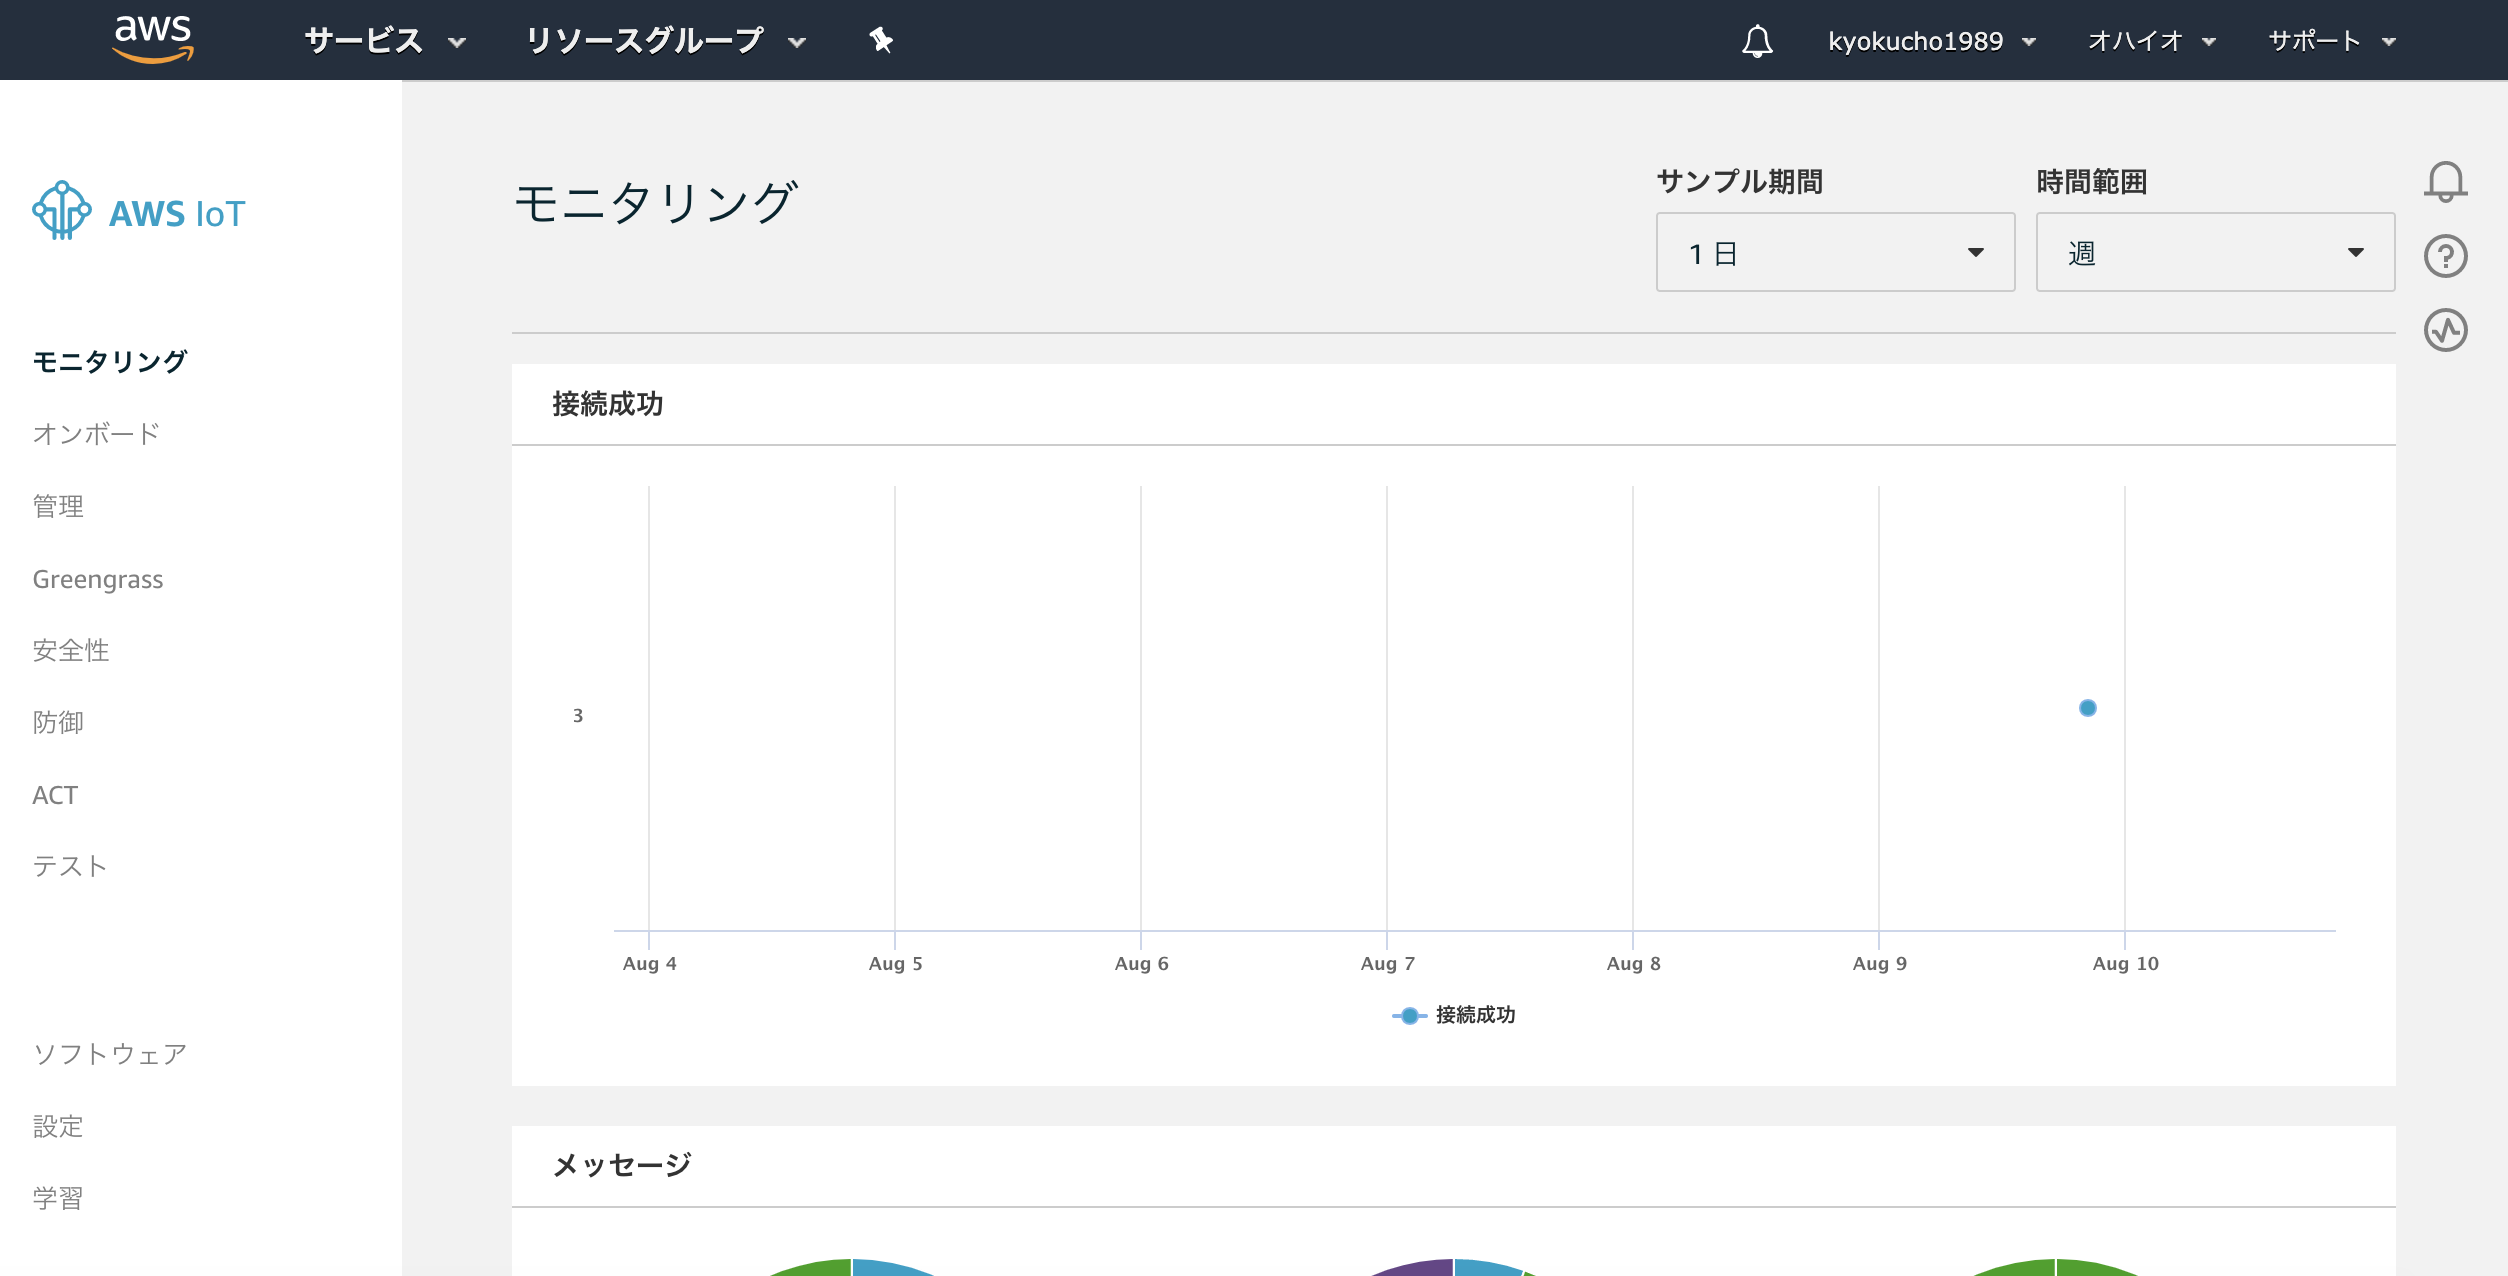 aws サービス リソースグループ kyokucho1989 オハイオ サポート
AWS IoT
モニタリング
オンボード
管理
Greengrass
安全性
防御
ACT
テスト
ソフトウェア
設定
学習
モニタリング
サンプル期間 時間範囲
1 日 週
接続成功
3
Aug 4 Aug 5 Aug 6 Aug 7 Aug 8 Aug 9 Aug 10
接続成功
メッセージ